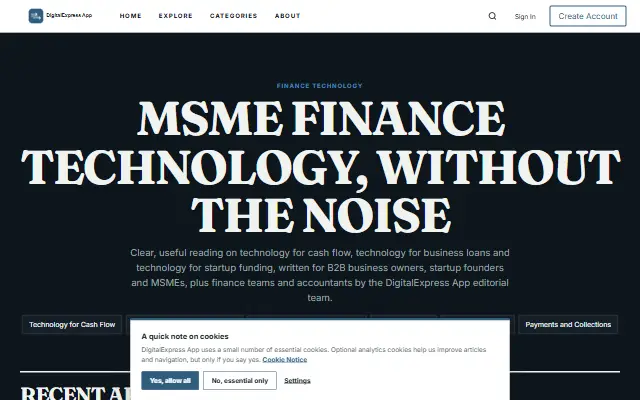 DigitalExpress App
HOME EXPLORE CATEGORIES ABOUT
Sign In
Create Account
FINANCE TECHNOLOGY
MSME FINANCE
TECHNOLOGY, WITHOUT
THE NOISE
Clear, useful reading on technology for cash flow, technology for business loans and
technology for startup funding, written for B2B business owners, startup founders
and MSMEs, plus finance teams and accountants by the DigitalExpress App editorial
team.
Technology for Cash Flow
Payments and Collections
A quick note on cookies
DigitalExpress App uses a small number of essential cookies. Optional analytics cookies help us improve articles
and navigation, but only if you say yes. Cookie Notice
Yes, allow all
No, essential only
Settings
RECENT